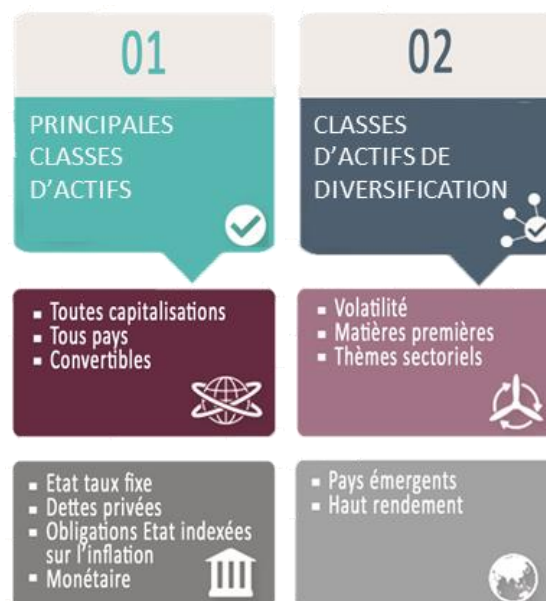 01
PRINCIPALES
CLASSES
D'ACTIFS
▪ Toutes capitalisations
▪ Tous pays
▪ Convertibles
▪ Etat taux fixe
▪ Dettes privées
▪ Obligations Etat indexées
sur l'inflation
▪ Monétaire
02
CLASSES
D'ACTIFS DE
DIVERSIFICATION
▪ Volatilité
▪ Matières premières
▪ Thèmes sectoriels
▪ Pays émergents
▪ Haut rendement